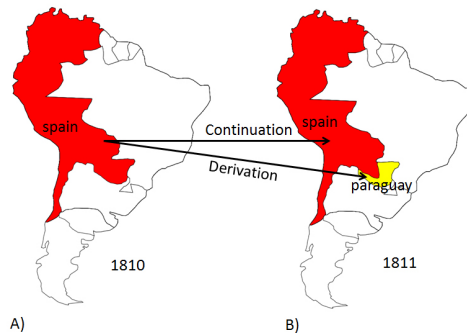 spain
Continuation
Derivation
spain
paraguay
1810
1811
A)
B)